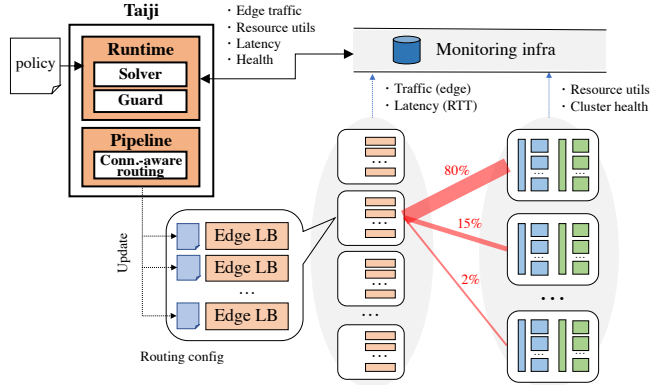 Taiji
policy
Runtime
Solver
Guard
Pipeline
Conn.-aware
routing
· Edge traffic
· Resource utils
· Latency
· Health
Monitoring infra
· Traffic (edge)
· Latency (RTT)
· Resource utils
· Cluster health
...
...
...
...
...
80%
15%
2%
...
...
...
...
...
...
...
Update
Edge LB
Edge LB
...
Edge LB
Routing config